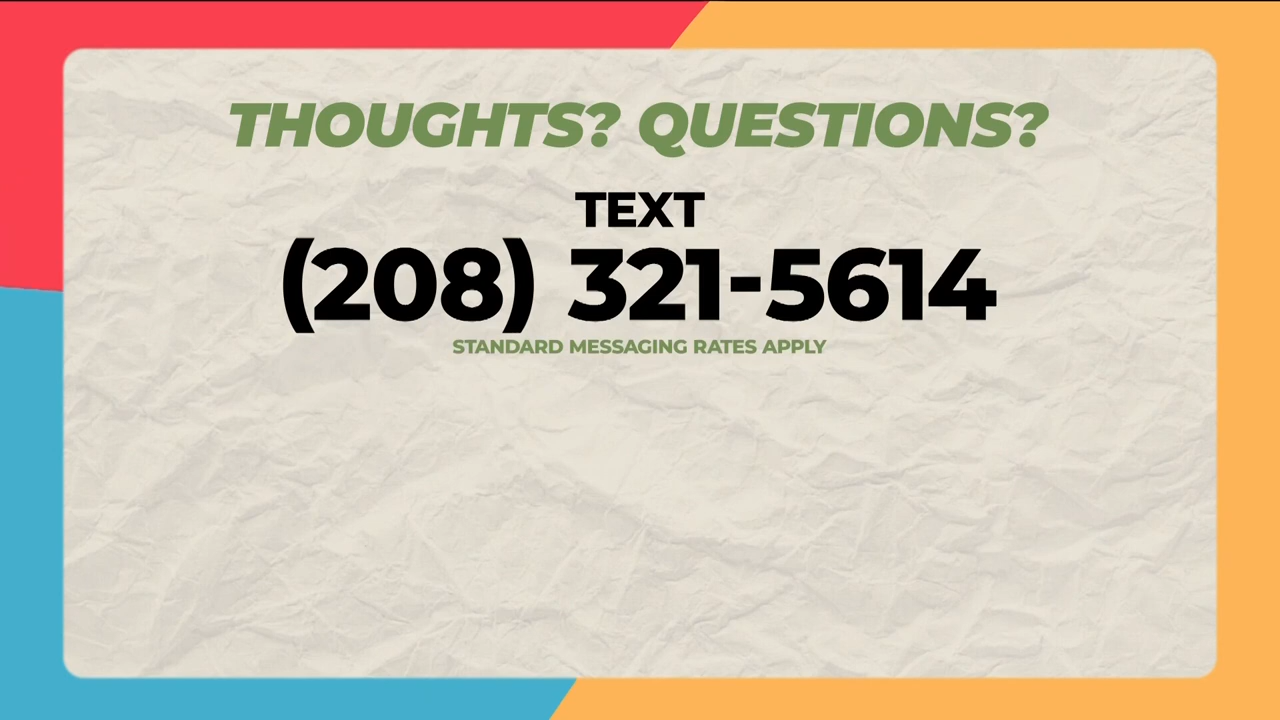 THOUGHTS? QUESTIONS?
TEXT
(208) 321-5614
STANDARD MESSAGING RATES APPLY